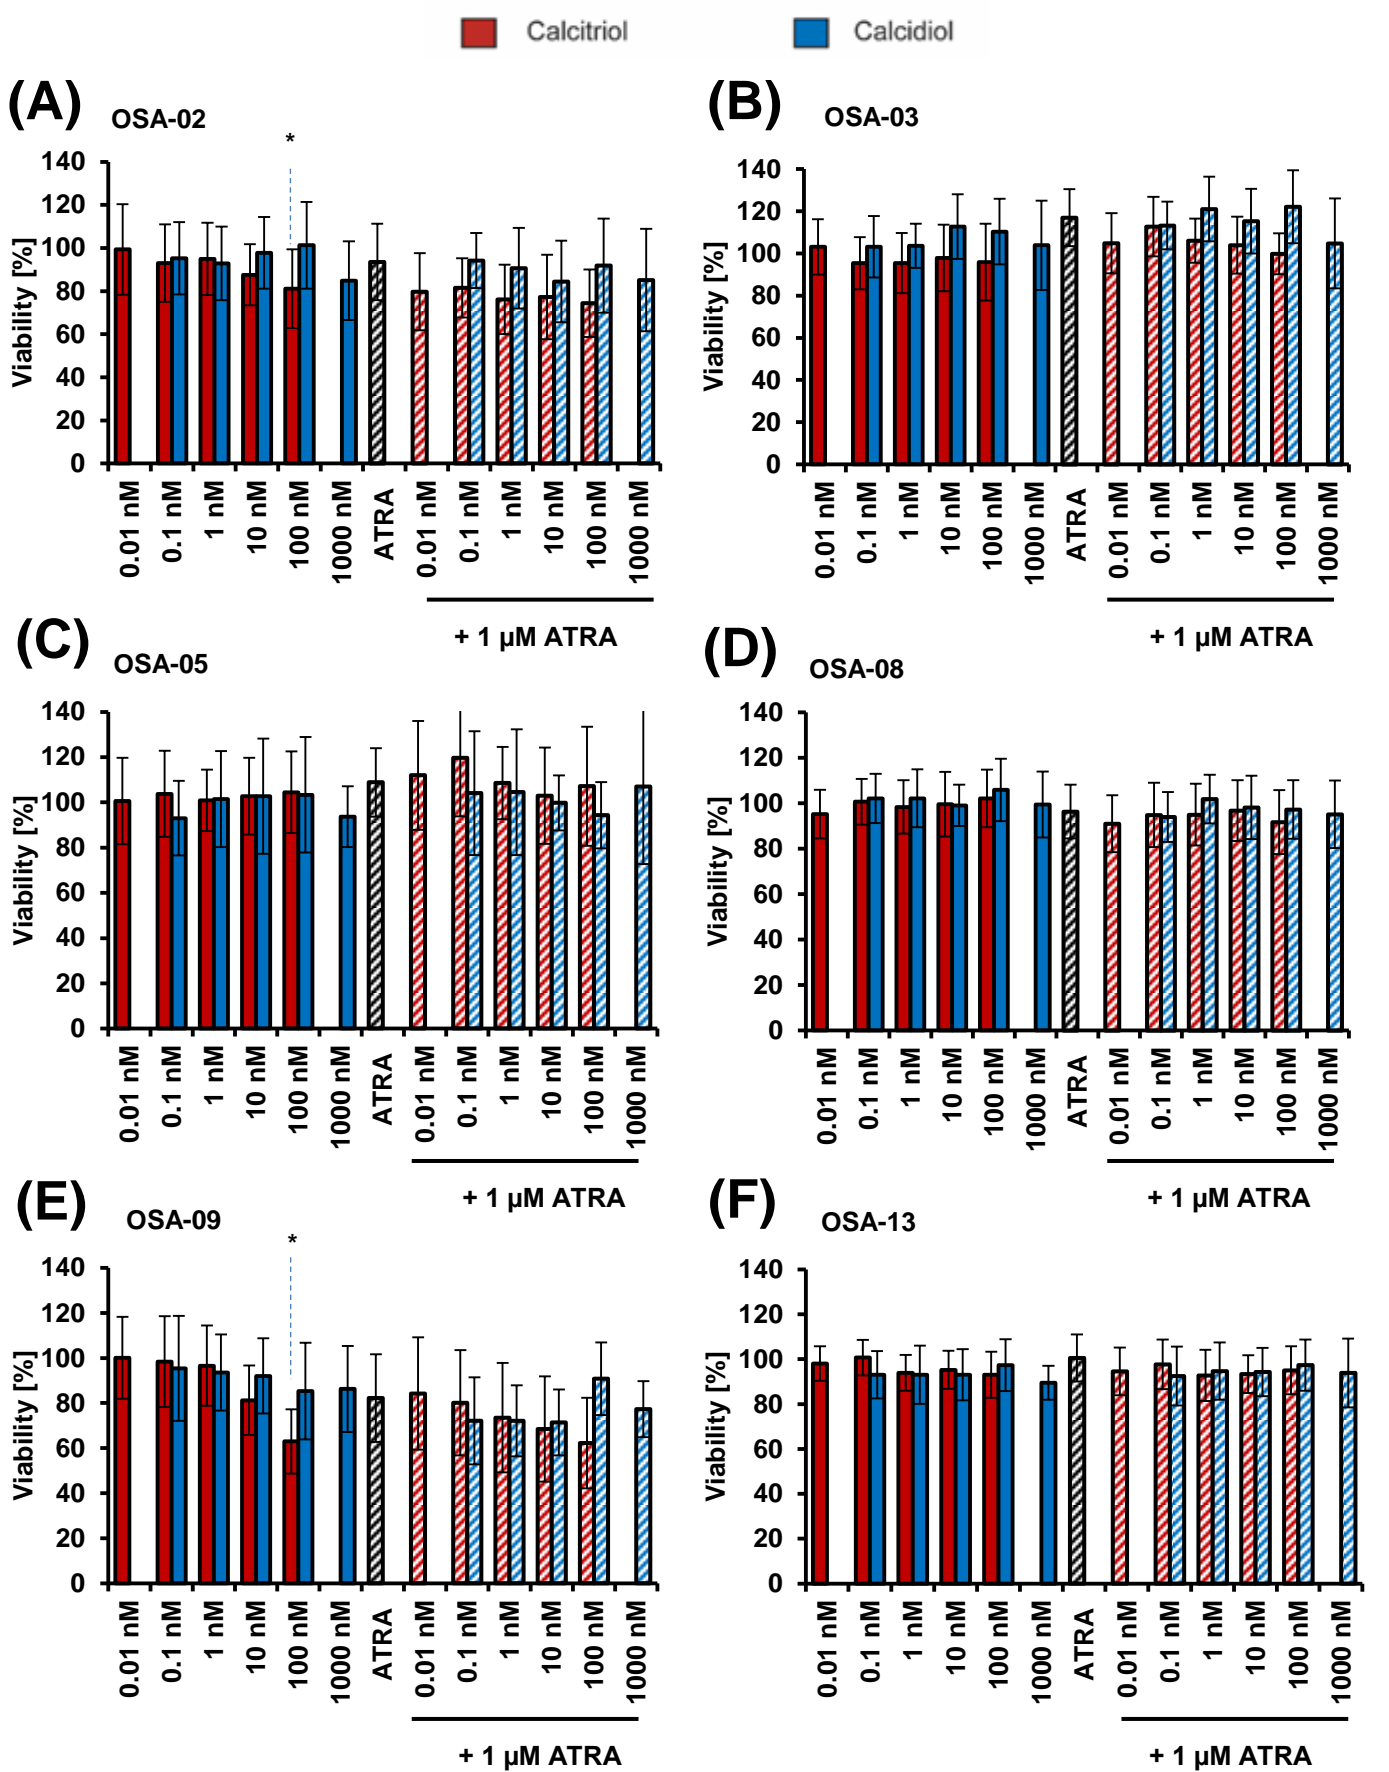 Calcitriol Calcidiol
(A) OSA-02
*
Viability [%]
140
120
100
80
60
40
20
0
0.01 nM 0.1 nM 1 nM 10 nM 100 nM 1000 nM ATRA 0.01 nM 0.1 nM 1 nM 10 nM 100 nM 1000 nM
+ 1 µM ATRA
(B) OSA-03
Viability [%]
140
120
100
80
60
40
20
0
0.01 nM 0.1 nM 1 nM 10 nM 100 nM 1000 nM ATRA 0.01 nM 0.1 nM 1 nM 10 nM 100 nM 1000 nM
+ 1 µM ATRA
(C) OSA-05
Viability [%]
140
120
100
80
60
40
20
0
0.01 nM 0.1 nM 1 nM 10 nM 100 nM 1000 nM ATRA 0.01 nM 0.1 nM 1 nM 10 nM 100 nM 1000 nM
+ 1 µM ATRA
(D) OSA-08
Viability [%]
140
120
100
80
60
40
20
0
0.01 nM 0.1 nM 1 nM 10 nM 100 nM 1000 nM ATRA 0.01 nM 0.1 nM 1 nM 10 nM 100 nM 1000 nM
+ 1 µM ATRA
(E) OSA-09
*
Viability [%]
140
120
100
80
60
40
20
0
0.01 nM 0.1 nM 1 nM 10 nM 100 nM 1000 nM ATRA 0.01 nM 0.1 nM 1 nM 10 nM 100 nM 1000 nM
+ 1 µM ATRA
(F) OSA-13
Viability [%]
140
120
100
80
60
40
20
0
0.01 nM 0.1 nM 1 nM 10 nM 100 nM 1000 nM ATRA 0.01 nM 0.1 nM 1 nM 10 nM 100 nM 1000 nM
+ 1 µM ATRA